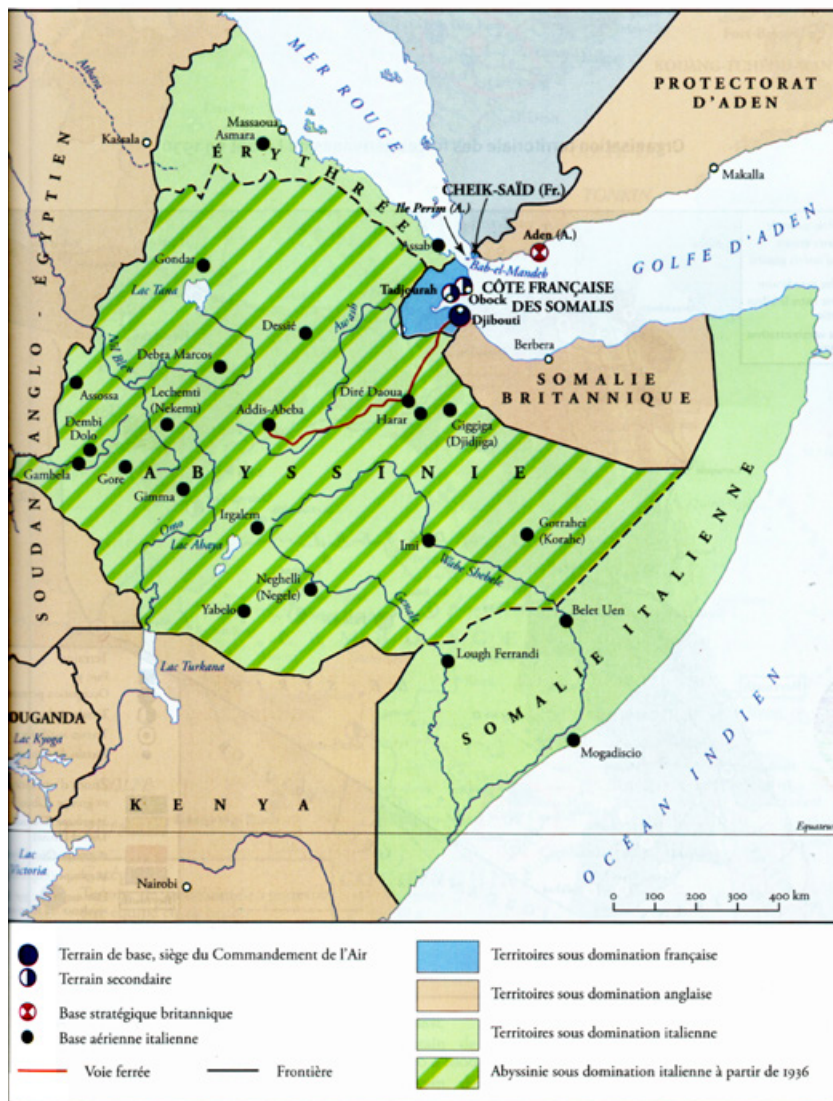 Nil
Atbara
MER ROUGE
PROTECTORAT
D'ADEN
Kassala
Massaoua
Asmara
ÉRYTHRÉE
Makalla
CHEIK-SAÏD (Fr.)
Ile Perim (A.)
Aden (A.)
Assab
Bab-el-Mandeb
GOLFE D'ADEN
SOUDAN ANGLO-ÉGYPTIEN
Gondar
Lac Tana
Tadjourah
Obock
CÔTE FRANÇAISE
DES SOMALIS
Djibouti
Dessié
Awash
Nil Bleu
Debra Marcos
Berbera
SOMALIE
BRITANNIQUE
Assossa
Lechemti
(Nekemt)
Addis-Abeba
Diré Daoua
Harar
Giggiga
(Djidjiga)
Dembi
Dolo
Gambela
Gore
ABYSSINIE
Gimma
Omo
Irgalem
Lac Abaya
Imi
Gorrahei
(Korahe)
Wabe Shebele
Neghelli
(Negele)
Genale
Yabelo
Belet Uen
Lac Turkana
Lough Ferrandi
SOMALIE ITALIENNE
OUGANDA
Lac Kyoga
Mogadiscio
KENYA
OCÉAN INDIEN
Equateur
Lac
Victoria
Nairobi
0 100 200 300 400 km
Terrain de base, siège du Commandement de l'Air
Terrain secondaire
Base stratégique britannique
Base aérienne italienne
Voie ferrée
Frontière
Territoires sous domination française
Territoires sous domination anglaise
Territoires sous domination italienne
Abyssinie sous domination italienne à partir de 1936